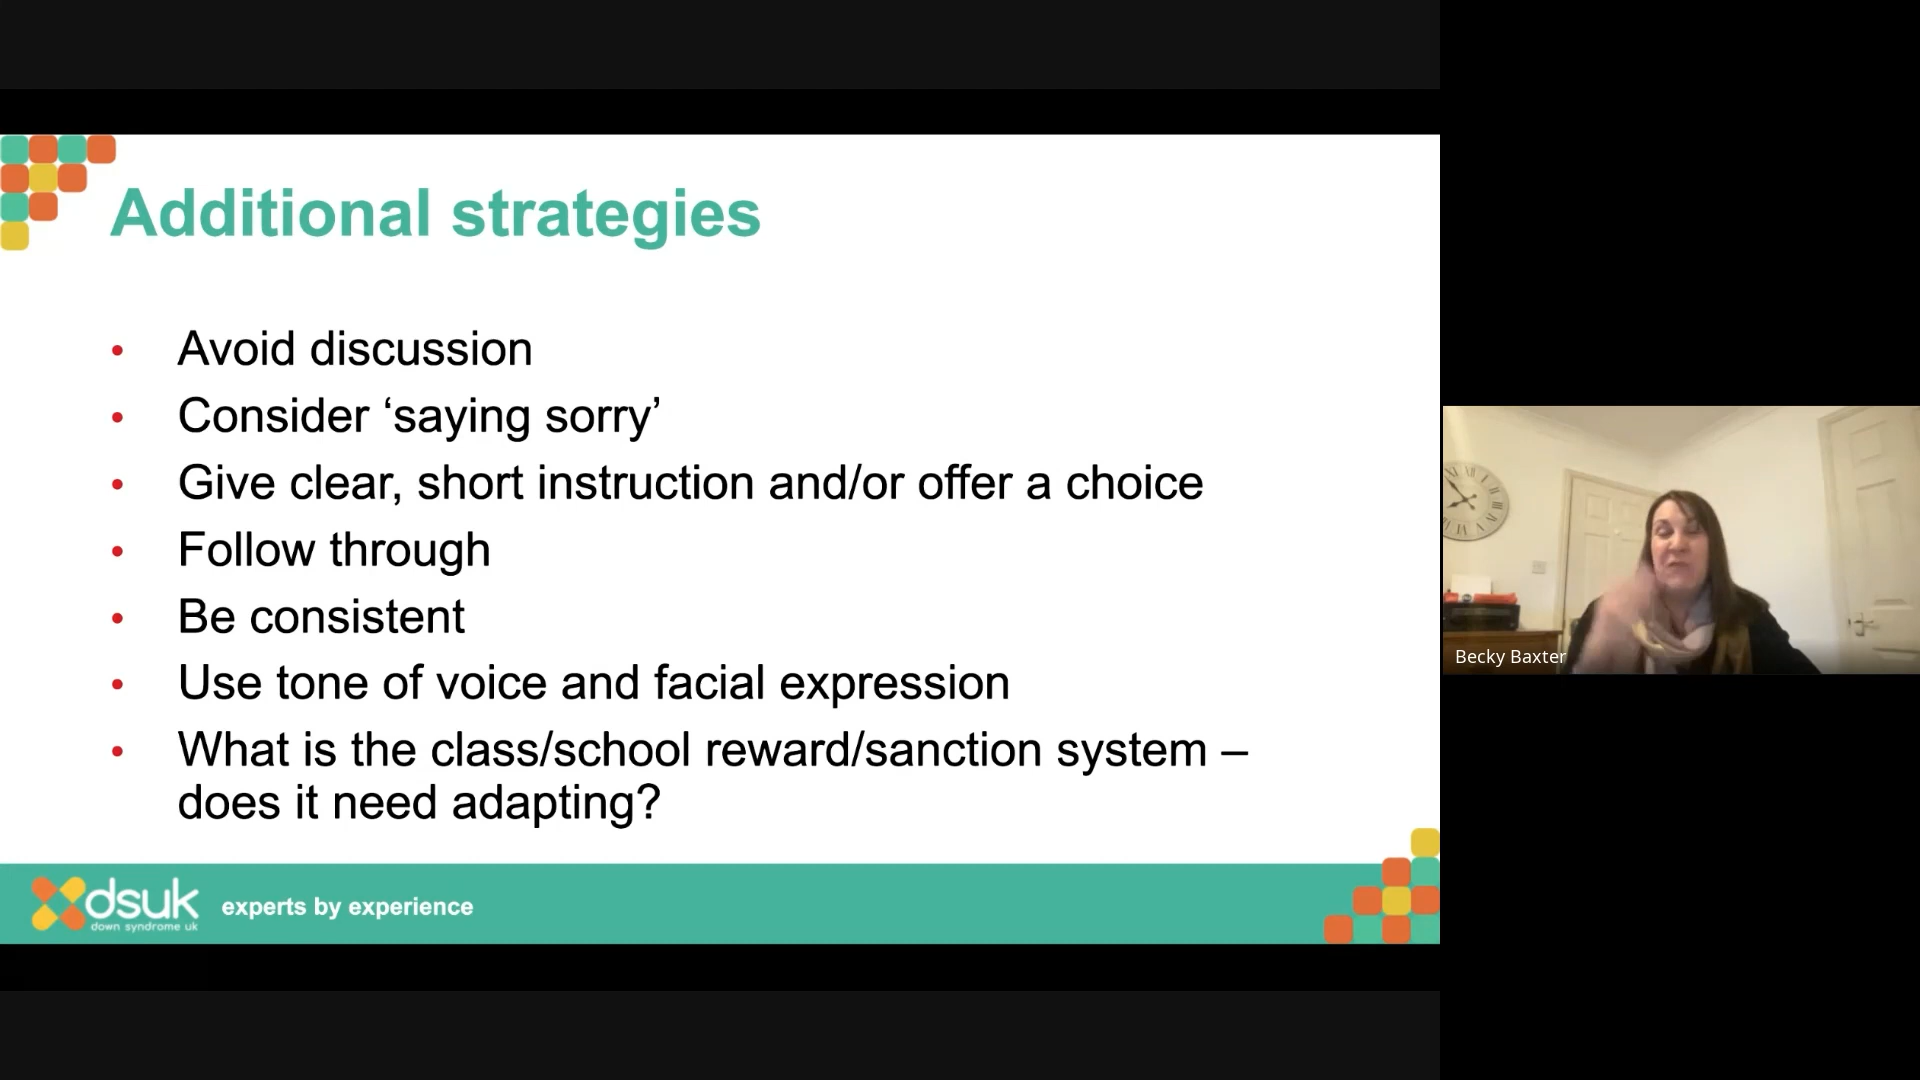 Additional strategies
• Avoid discussion
• Consider ‘saying sorry’
• Give clear, short instruction and/or offer a choice
• Follow through
• Be consistent
• Use tone of voice and facial expression
• What is the class/school reward/sanction system –
does it need adapting?
dsuk
down syndrome uk
experts by experience
Becky Baxter